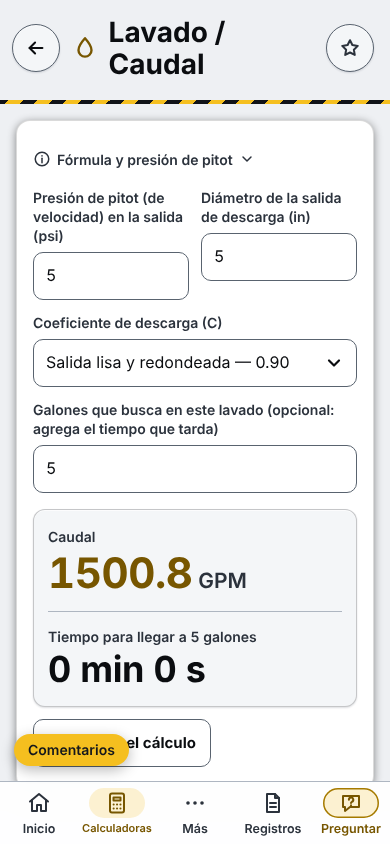 Lavado /
Caudal
Fórmula y presión de pitot
Presión de pitot (de
velocidad) en la salida
(psi)
5
Diámetro de la salida
de descarga (in)
5
Coeficiente de descarga (C)
Salida lisa y redondeada — 0.90
Galones que busca en este lavado (opcional:
agrega el tiempo que tarda)
5
Caudal
1500.8 GPM
Tiempo para llegar a 5 galones
0 min 0 s
el cálculo
Comentarios
Inicio
Calculadoras
Más
Registros
Preguntar